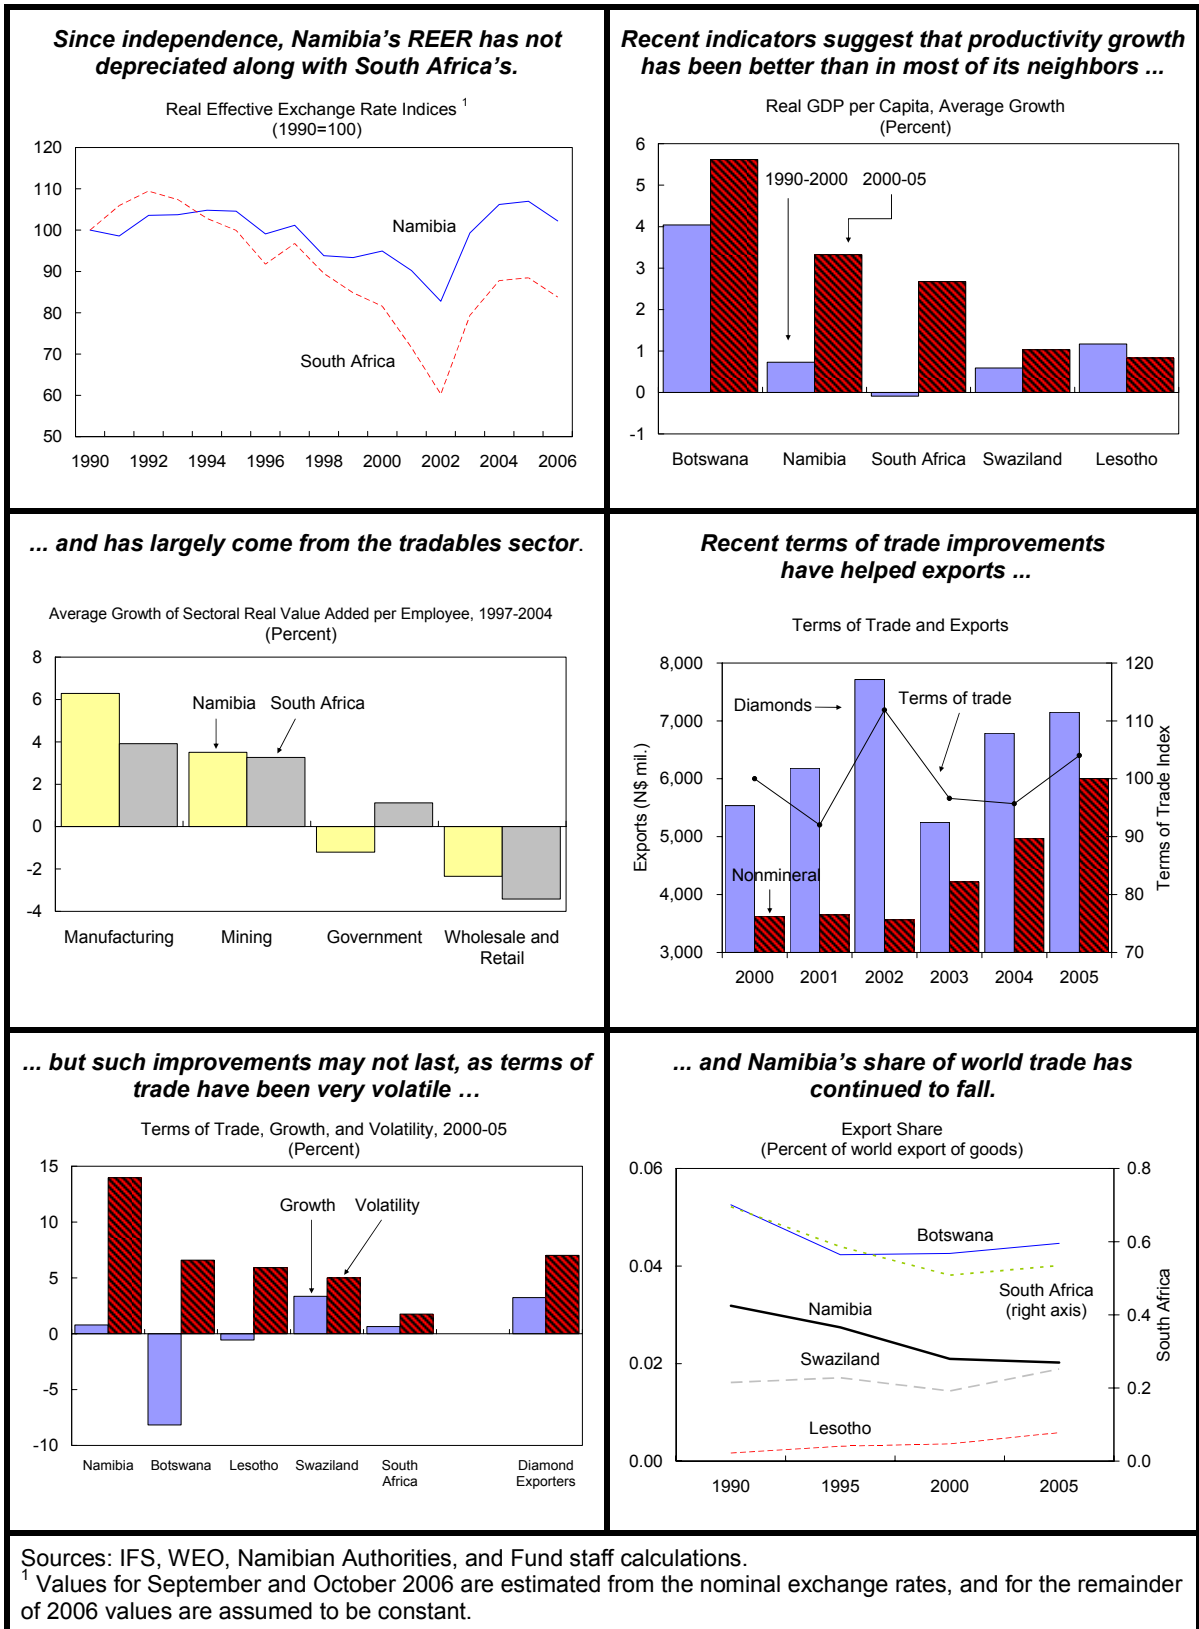 Since independence, Namibia's REER has not
depreciated along with South Africa's.
Real Effective Exchange Rate Indices 1
(1990=100)
120
110
100
90
80
70
60
50
Namibia
South Africa
1990 1992 1994 1996 1998 2000 2002 2004 2006
Recent indicators suggest that productivity growth
has been better than in most of its neighbors ...
Real GDP per Capita, Average Growth
(Percent)
6
5
4
3
2
1
0
-1
1990-2000 2000-05
Botswana Namibia South Africa Swaziland Lesotho
... and has largely come from the tradables sector.
Average Growth of Sectoral Real Value Added per Employee, 1997-2004
(Percent)
8
6
4
2
0
-2
-4
Namibia South Africa
Manufacturing Mining Government Wholesale and
Retail
Recent terms of trade improvements
have helped exports ...
Terms of Trade and Exports
8,000
7,000
6,000
5,000
4,000
3,000
Exports (N$ mil.)
Diamonds
Terms of trade
Nonmineral
120
110
100
90
80
70
Terms of Trade Index
2000 2001 2002 2003 2004 2005
... but such improvements may not last, as terms of
trade have been very volatile …
Terms of Trade, Growth, and Volatility, 2000-05
(Percent)
15
10
5
0
-5
-10
Growth Volatility
Namibia Botswana Lesotho Swaziland South Diamond
Africa Exporters
... and Namibia's share of world trade has
continued to fall.
Export Share
(Percent of world export of goods)
0.06
0.04
0.02
0.00
Botswana
South Africa
(right axis)
Namibia
Swaziland
Lesotho
0.8
0.6
0.4
0.2
0.0
South Africa
1990 1995 2000 2005
Sources: IFS, WEO, Namibian Authorities, and Fund staff calculations.
1 Values for September and October 2006 are estimated from the nominal exchange rates, and for the remainder
of 2006 values are assumed to be constant.